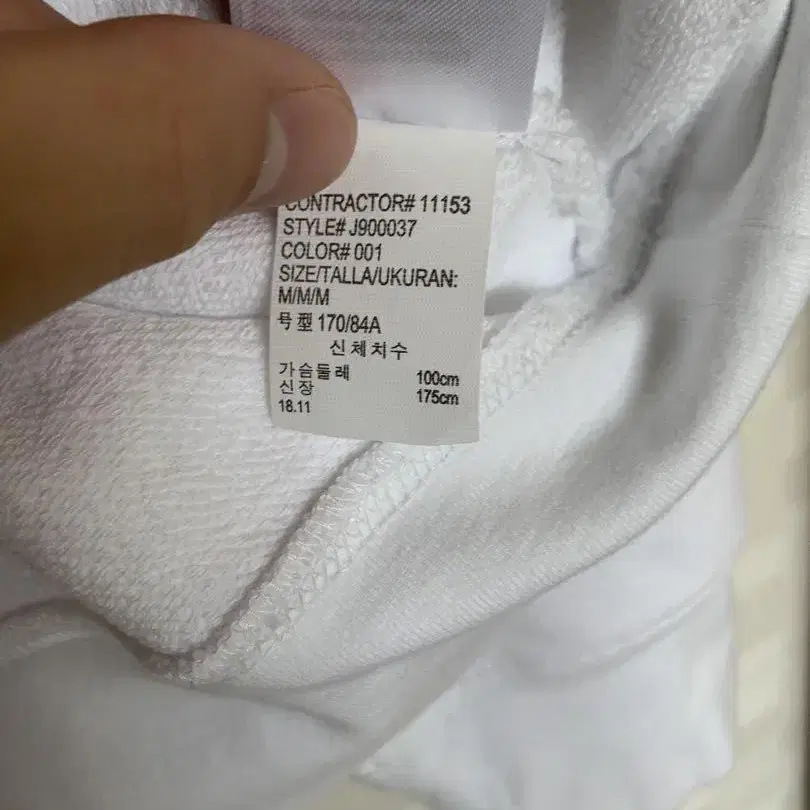 CONTRACTOR# 11153
STYLE# J900037
COLOR# 001
SIZE/TALLA/UKURAN:
M/M/M
号型 170/84A
신체치수
가슴둘레 100cm
신장 175cm
18.11